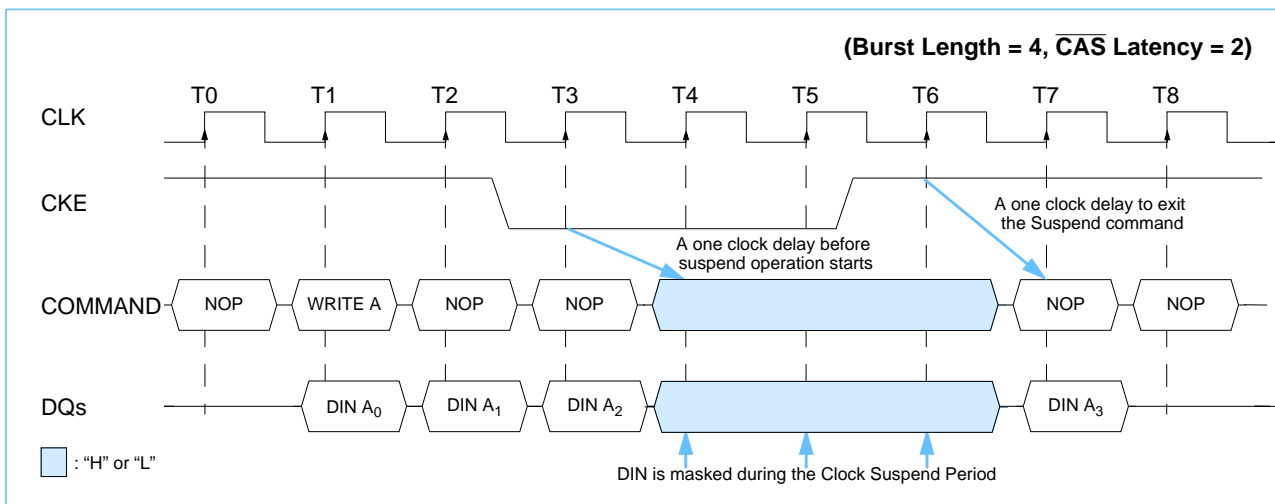 (Burst Length = 4, CAS Latency = 2)
T0 T1 T2 T3 T4 T5 T6 T7 T8
CLK
CKE
A one clock delay to exit
the Suspend command
A one clock delay before
suspend operation starts
COMMAND NOP WRITE A NOP NOP NOP NOP
DQs DIN A0 DIN A1 DIN A2 DIN A3
: “H” or “L”
DIN is masked during the Clock Suspend Period